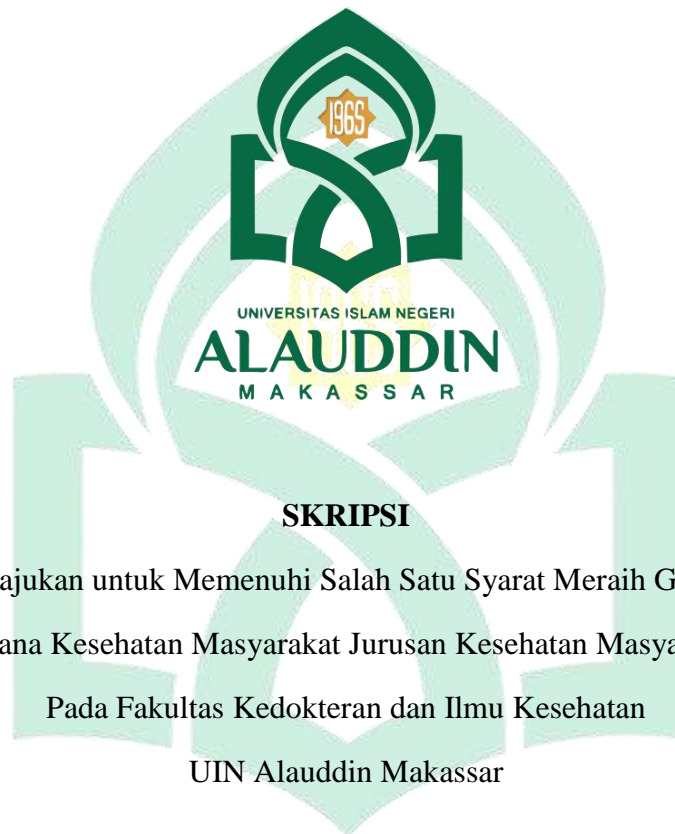 1965
UNIVERSITAS ISLAM NEGERI
ALAUDDIN
MAKASSAR
SKRIPSI
ajukan untuk Memenuhi Salah Satu Syarat Meraih G
ana Kesehatan Masyarakat Jurusan Kesehatan Masya
Pada Fakultas Kedokteran dan Ilmu Kesehatan
UIN Alauddin Makassar